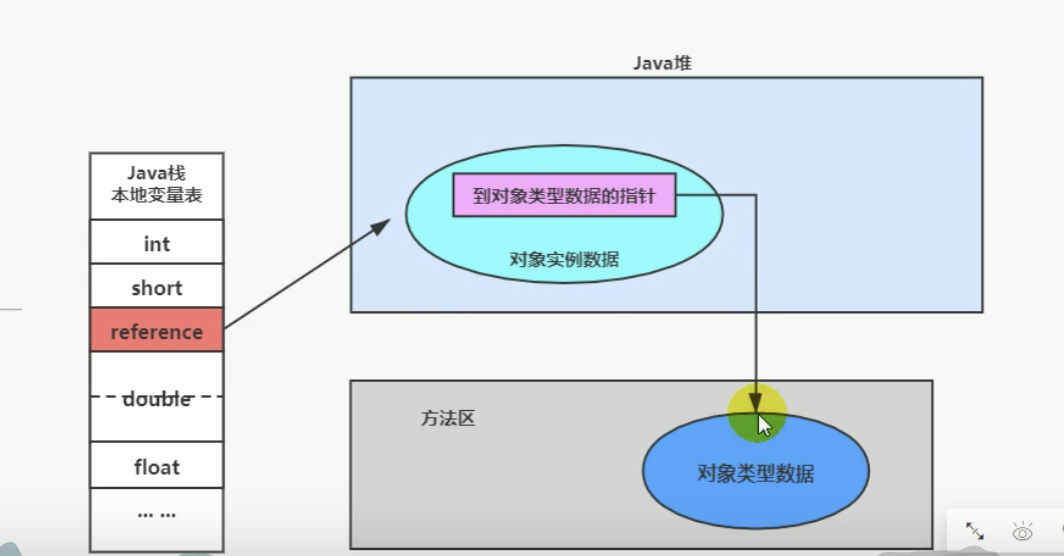 Java堆
Java栈
本地变量表
int
short
reference
double
float
... ...
到对象类型数据的指针
对象实例数据
方法区
对象类型数据